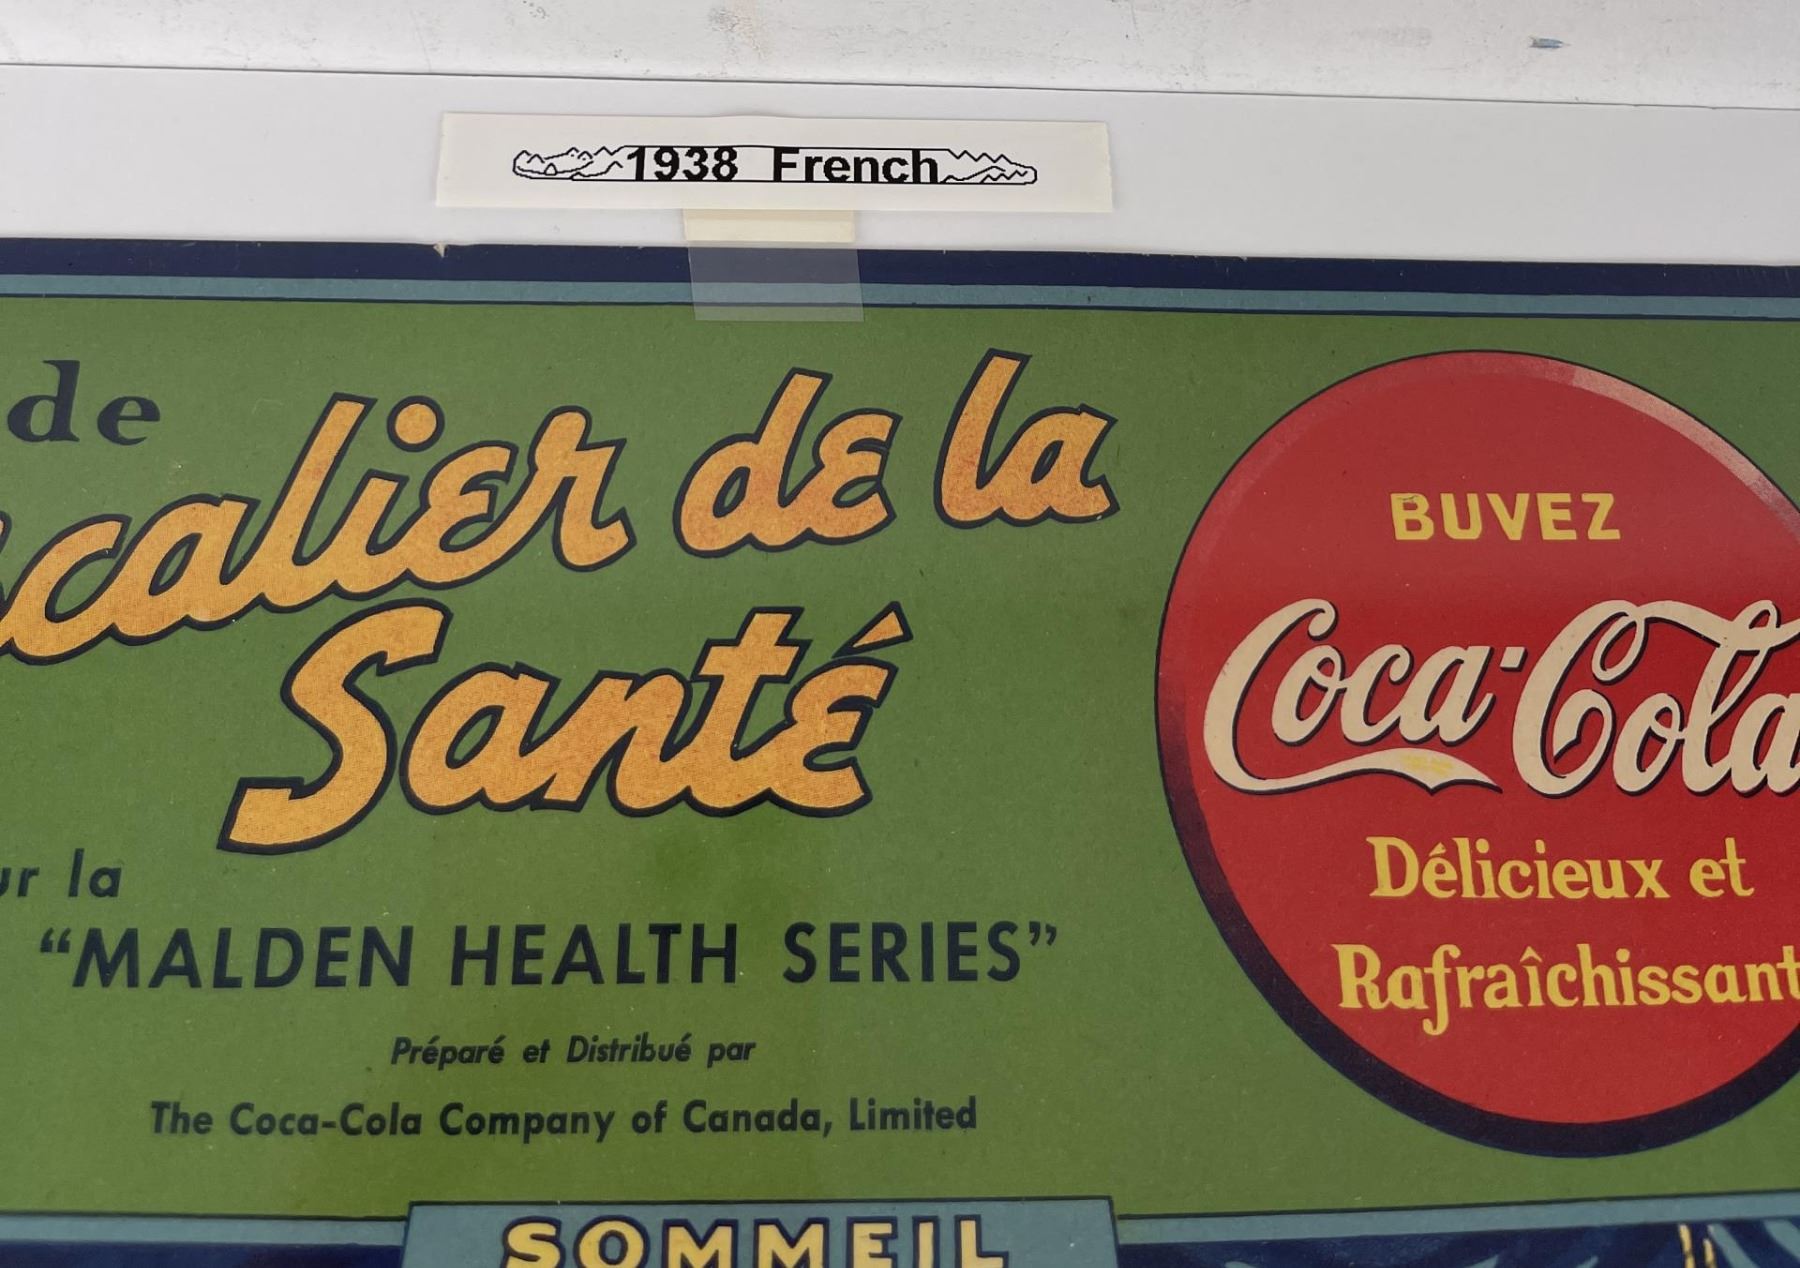 1938 French
de
calier de la
Santé
ur la
“MALDEN HEALTH SERIES”
Préparé et Distribué par
The Coca-Cola Company of Canada, Limited
BUVEZ
Coca-Cola
Délicieux et
Rafraîchissant
SOMMEIL